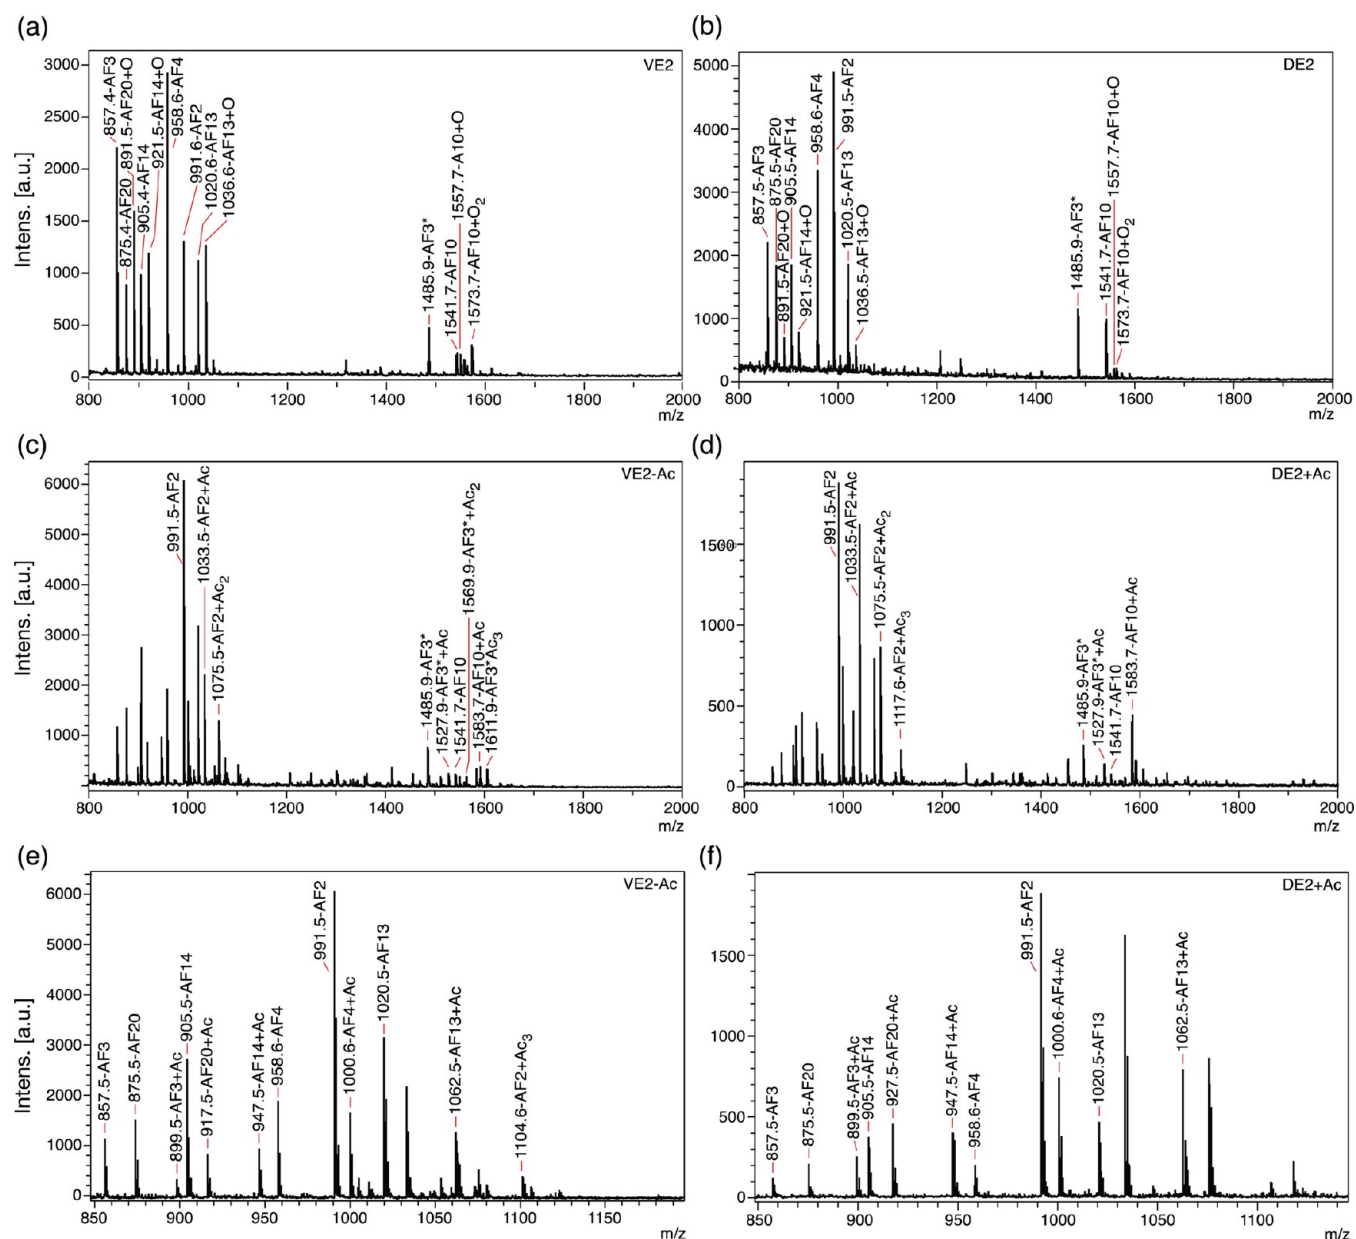 (a)
VE2
Intens. [a.u.]
3000
2500
2000
1500
1000
500
0
857.4-AF3
875.4-AF20
891.5-AF20+O
905.4-AF14
921.5-AF14+O
958.6-AF4
991.6-AF2
1020.6-AF13
1036.6-AF13+O
1485.9-AF3*
1541.7-AF10
1557.7-A10+O
1573.7-AF10+O2
800 1000 1200 1400 1600 1800 2000
m/z
(b)
DE2
5000
4000
3000
2000
1000
0
857.5-AF3
875.5-AF20
891.5-AF20+O
905.5-AF14
921.5-AF14+O
958.6-AF4
991.5-AF2
1020.5-AF13
1036.5-AF13+O
1485.9-AF3*
1541.7-AF10
1557.7-AF10+O
1573.7-AF10+O2
800 1000 1200 1400 1600 1800 2000
m/z
(c)
VE2-Ac
Intens. [a.u.]
6000
5000
4000
3000
2000
1000
0
991.5-AF2
1033.5-AF2+Ac
1075.5-AF2+Ac2
1485.9-AF3*
1527.9-AF3*+Ac
1541.7-AF10
1569.9-AF3*+Ac2
1583.7-AF10+Ac
1611.9-AF3*Ac3
800 1000 1200 1400 1600 1800 2000
m/z
(d)
DE2+Ac
1500
1000
500
0
991.5-AF2
1033.5-AF2+Ac
1075.5-AF2+Ac2
1117.6-AF2+Ac3
1485.9-AF3*
1527.9-AF3*+Ac
1541.7-AF10
1583.7-AF10+Ac
800 1000 1200 1400 1600 1800 2000
m/z
(e)
VE2-Ac
Intens. [a.u.]
6000
5000
4000
3000
2000
1000
0
857.5-AF3
875.5-AF20
899.5-AF3+Ac
905.5-AF14
917.5-AF20+Ac
947.5-AF14+Ac
958.6-AF4
991.5-AF2
1000.6-AF4+Ac
1020.5-AF13
1062.5-AF13+Ac
1104.6-AF2+Ac3
850 900 950 1000 1050 1100 1150
m/z
(f)
DE2+Ac
1500
1000
500
0
857.5-AF3
875.5-AF20
899.5-AF3+Ac
905.5-AF14
927.5-AF20+Ac
947.5-AF14+Ac
958.6-AF4
991.5-AF2
1000.6-AF4+Ac
1020.5-AF13
1062.5-AF13+Ac
850 900 950 1000 1050 1100
m/z